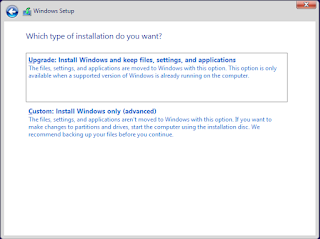 Windows Setup
Which type of installation do you want?
Upgrade: Install Windows and keep files, settings, and applications
The files, settings, and applications are moved to Windows with this option. This option is only
available when a supported version of Windows is already running on the computer.
Custom: Install Windows only (advanced)
The files, settings, and applications aren't moved to Windows with this option. If you want to
make changes to partitions and drives, start the computer using the installation disc. We
recommend backing up your files before you continue.